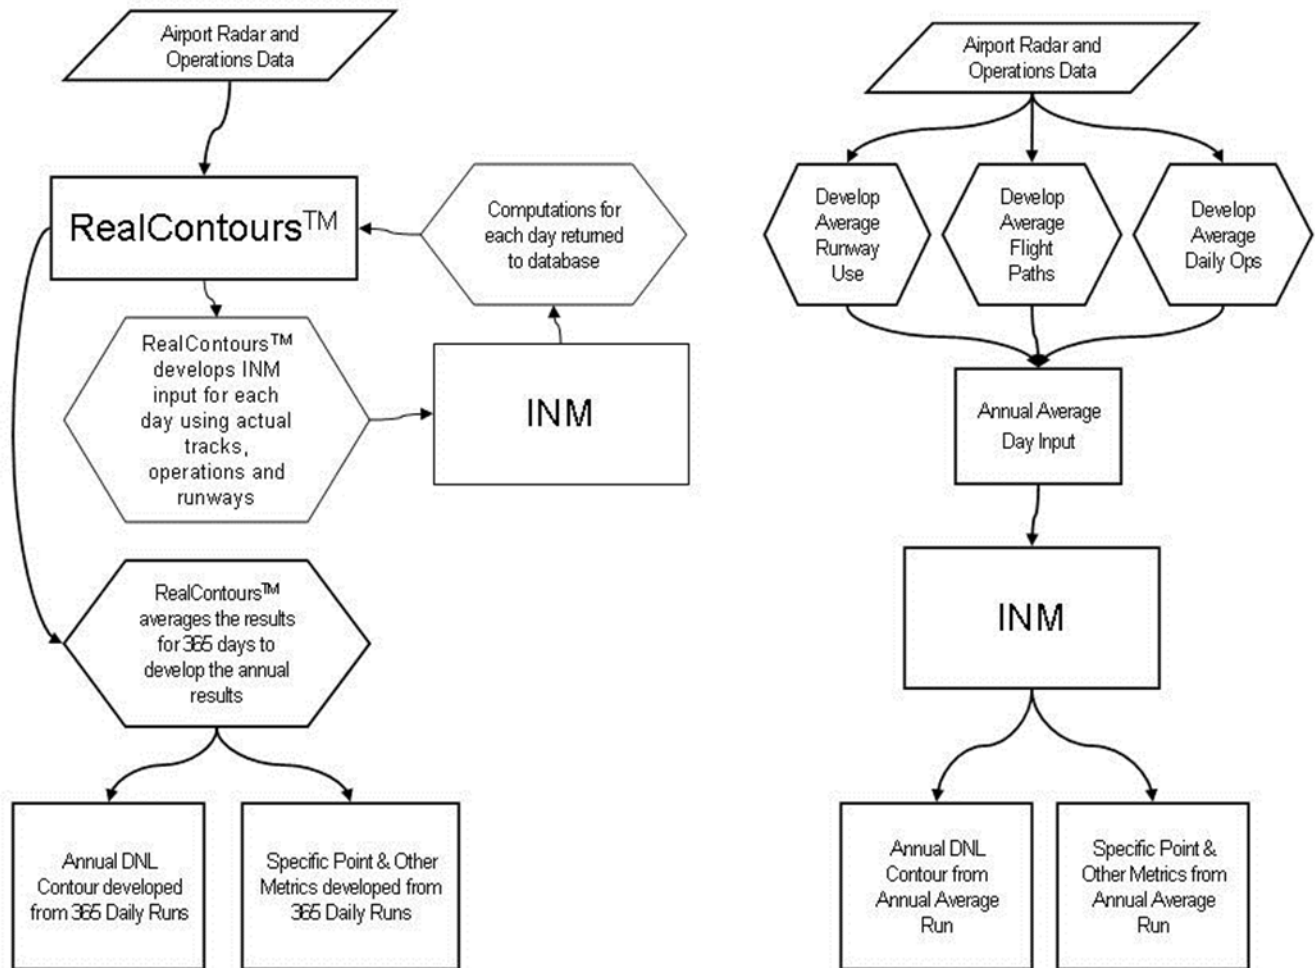 Airport Radar and
Operations Data
RealContours™
Computations for
each day returned
to database
RealContours™
develops INM
input for each
day using actual
tracks,
operations and
runways
INM
RealContours™
averages the results
for 365 days to
develop the annual
results
Annual DNL
Contour developed
from 365 Daily Runs
Specific Point & Other
Metrics developed from
365 Daily Runs
Airport Radar and
Operations Data
Develop
Average
Runway
Use
Develop
Average
Flight
Paths
Develop
Average
Daily Ops
Annual Average
Day Input
INM
Annual DNL
Contour from
Annual Average
Run
Specific Point &
Other Metrics from
Annual Average
Run